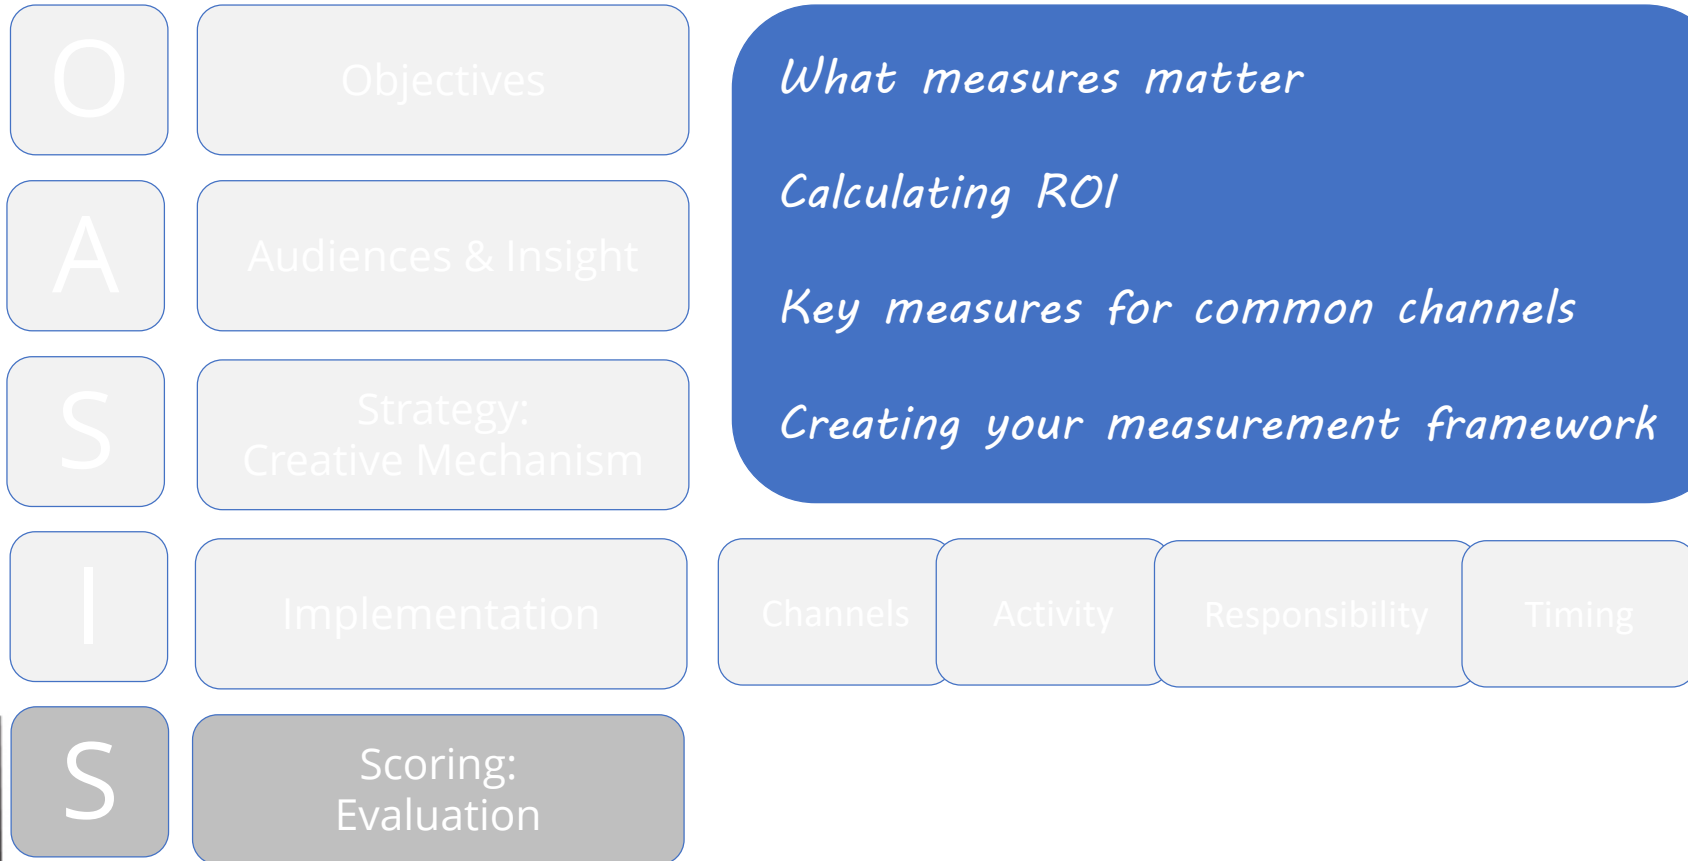 O
Objectives
What measures matter
Calculating ROI
Key measures for common channels
Creating your measurement framework
A
Audiences & Insight
S
Strategy:
Creative Mechanism
I
Implementation
Channels
Activity
Responsibility
Timing
S
Scoring:
Evaluation